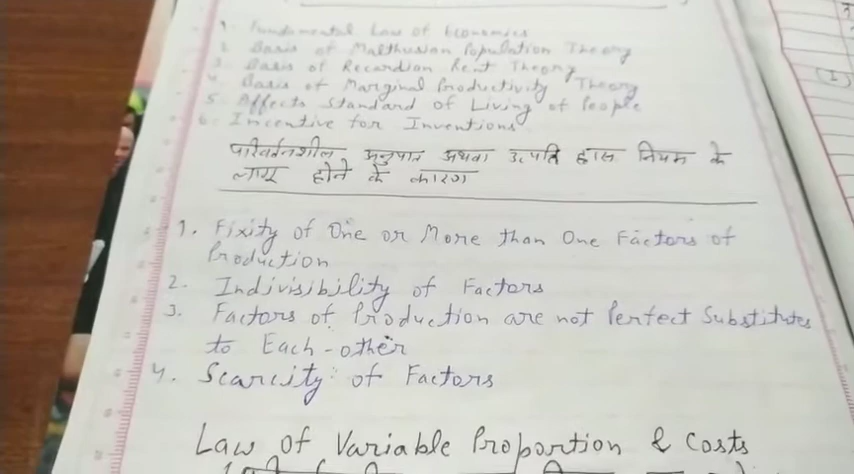 1. Fundamental Law of Economics
2. Basis of Malthusian Population Theory
3. Basis of Recardian Rent Theory
4. Basis of Marginal Productivity Theory
5. Affects Standard of Living of People
6. Incentive for Inventions
परिवर्तनशील अनुपात अथवा उत्पत्ति ह्रास नियम के
लागू होने के कारण
1. Fixity of One or More than One Factors of
Production
2. Indivisibility of Factors
3. Factors of Production are not Perfect Substitutes
to Each-other
4. Scarcity of Factors
Law of Variable Proportion & Costs